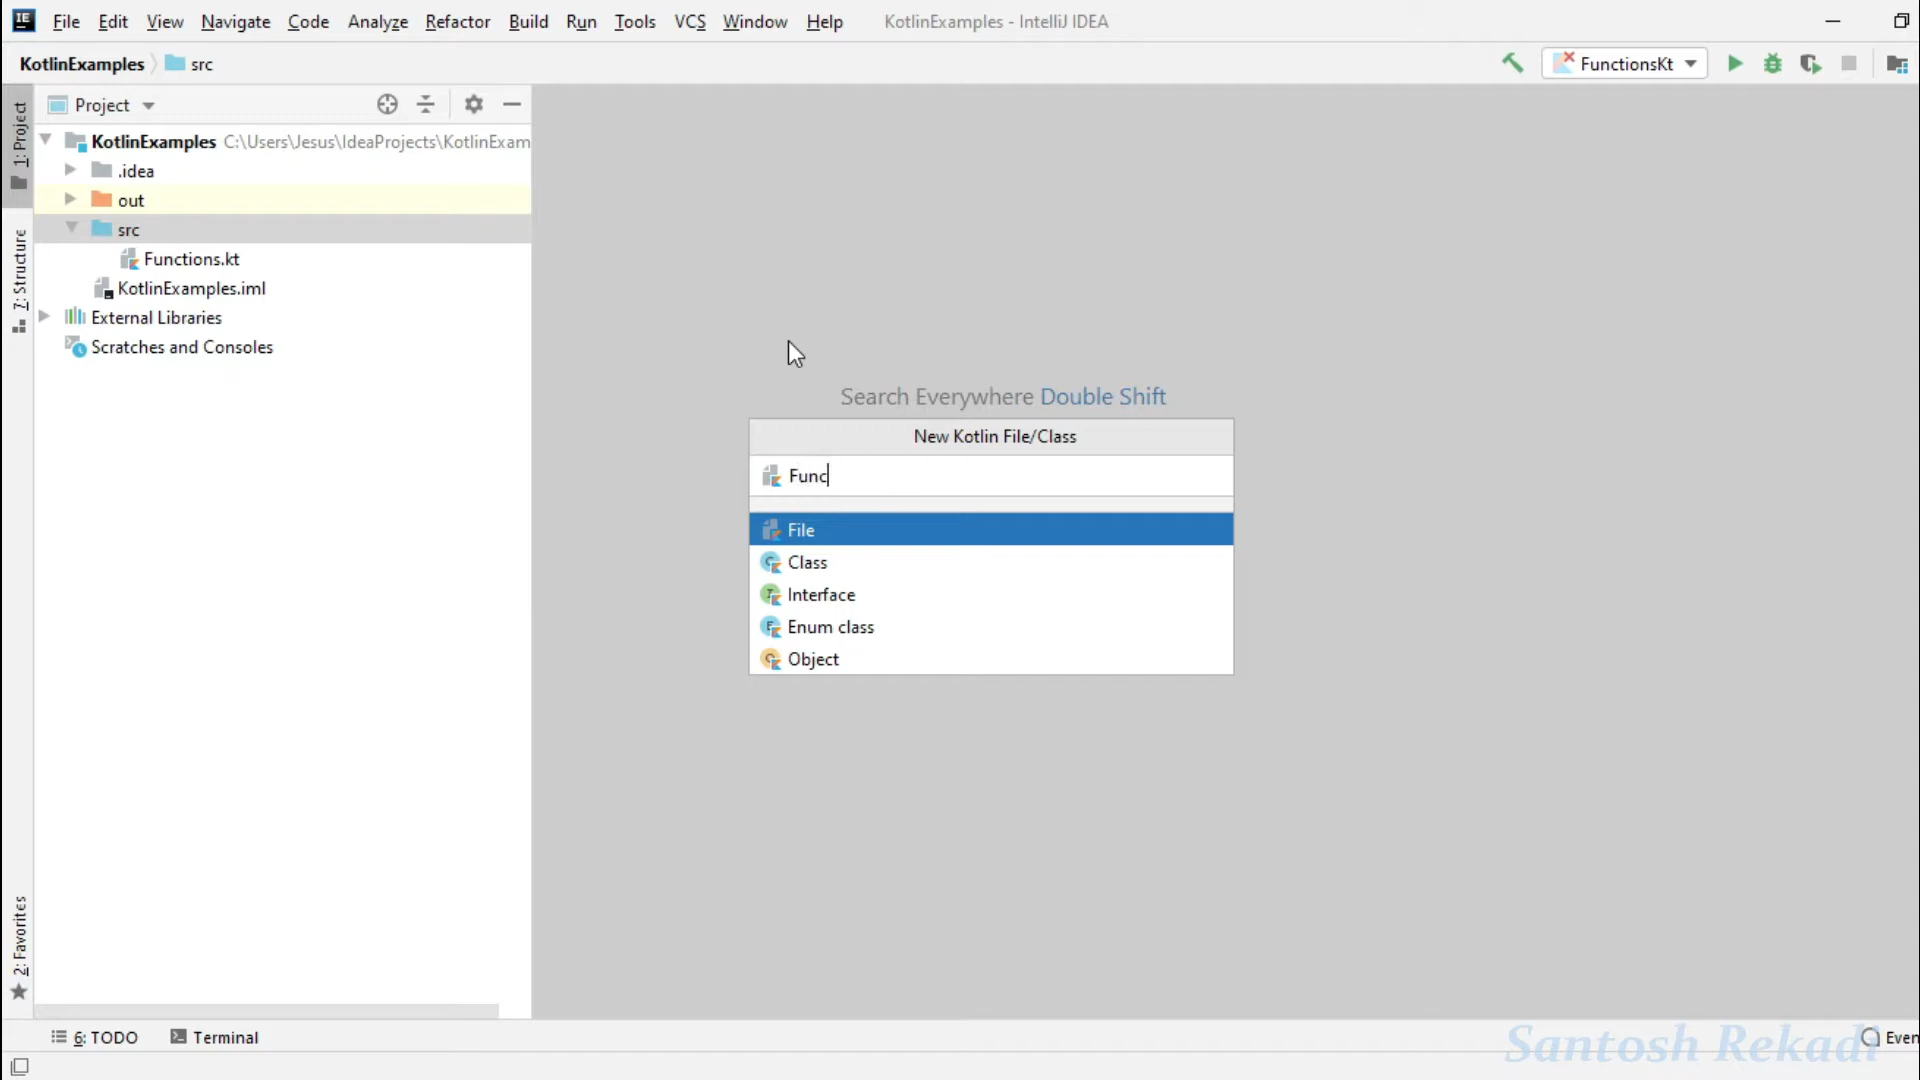 File Edit View Navigate Code Analyze Refactor Build Run Tools VCS Window Help KotlinExamples - IntelliJ IDEA
KotlinExamples src FunctionsKt
1: Project
Project
KotlinExamples C:\Users\Jesus\IdeaProjects\KotlinExam
.idea
out
src
Functions.kt
KotlinExamples.iml
External Libraries
Scratches and Consoles
7: Structure
Search Everywhere Double Shift
New Kotlin File/Class
Func
File
Class
Interface
Enum class
Object
2: Favorites
6: TODO Terminal
Santosh Rekadi
Even